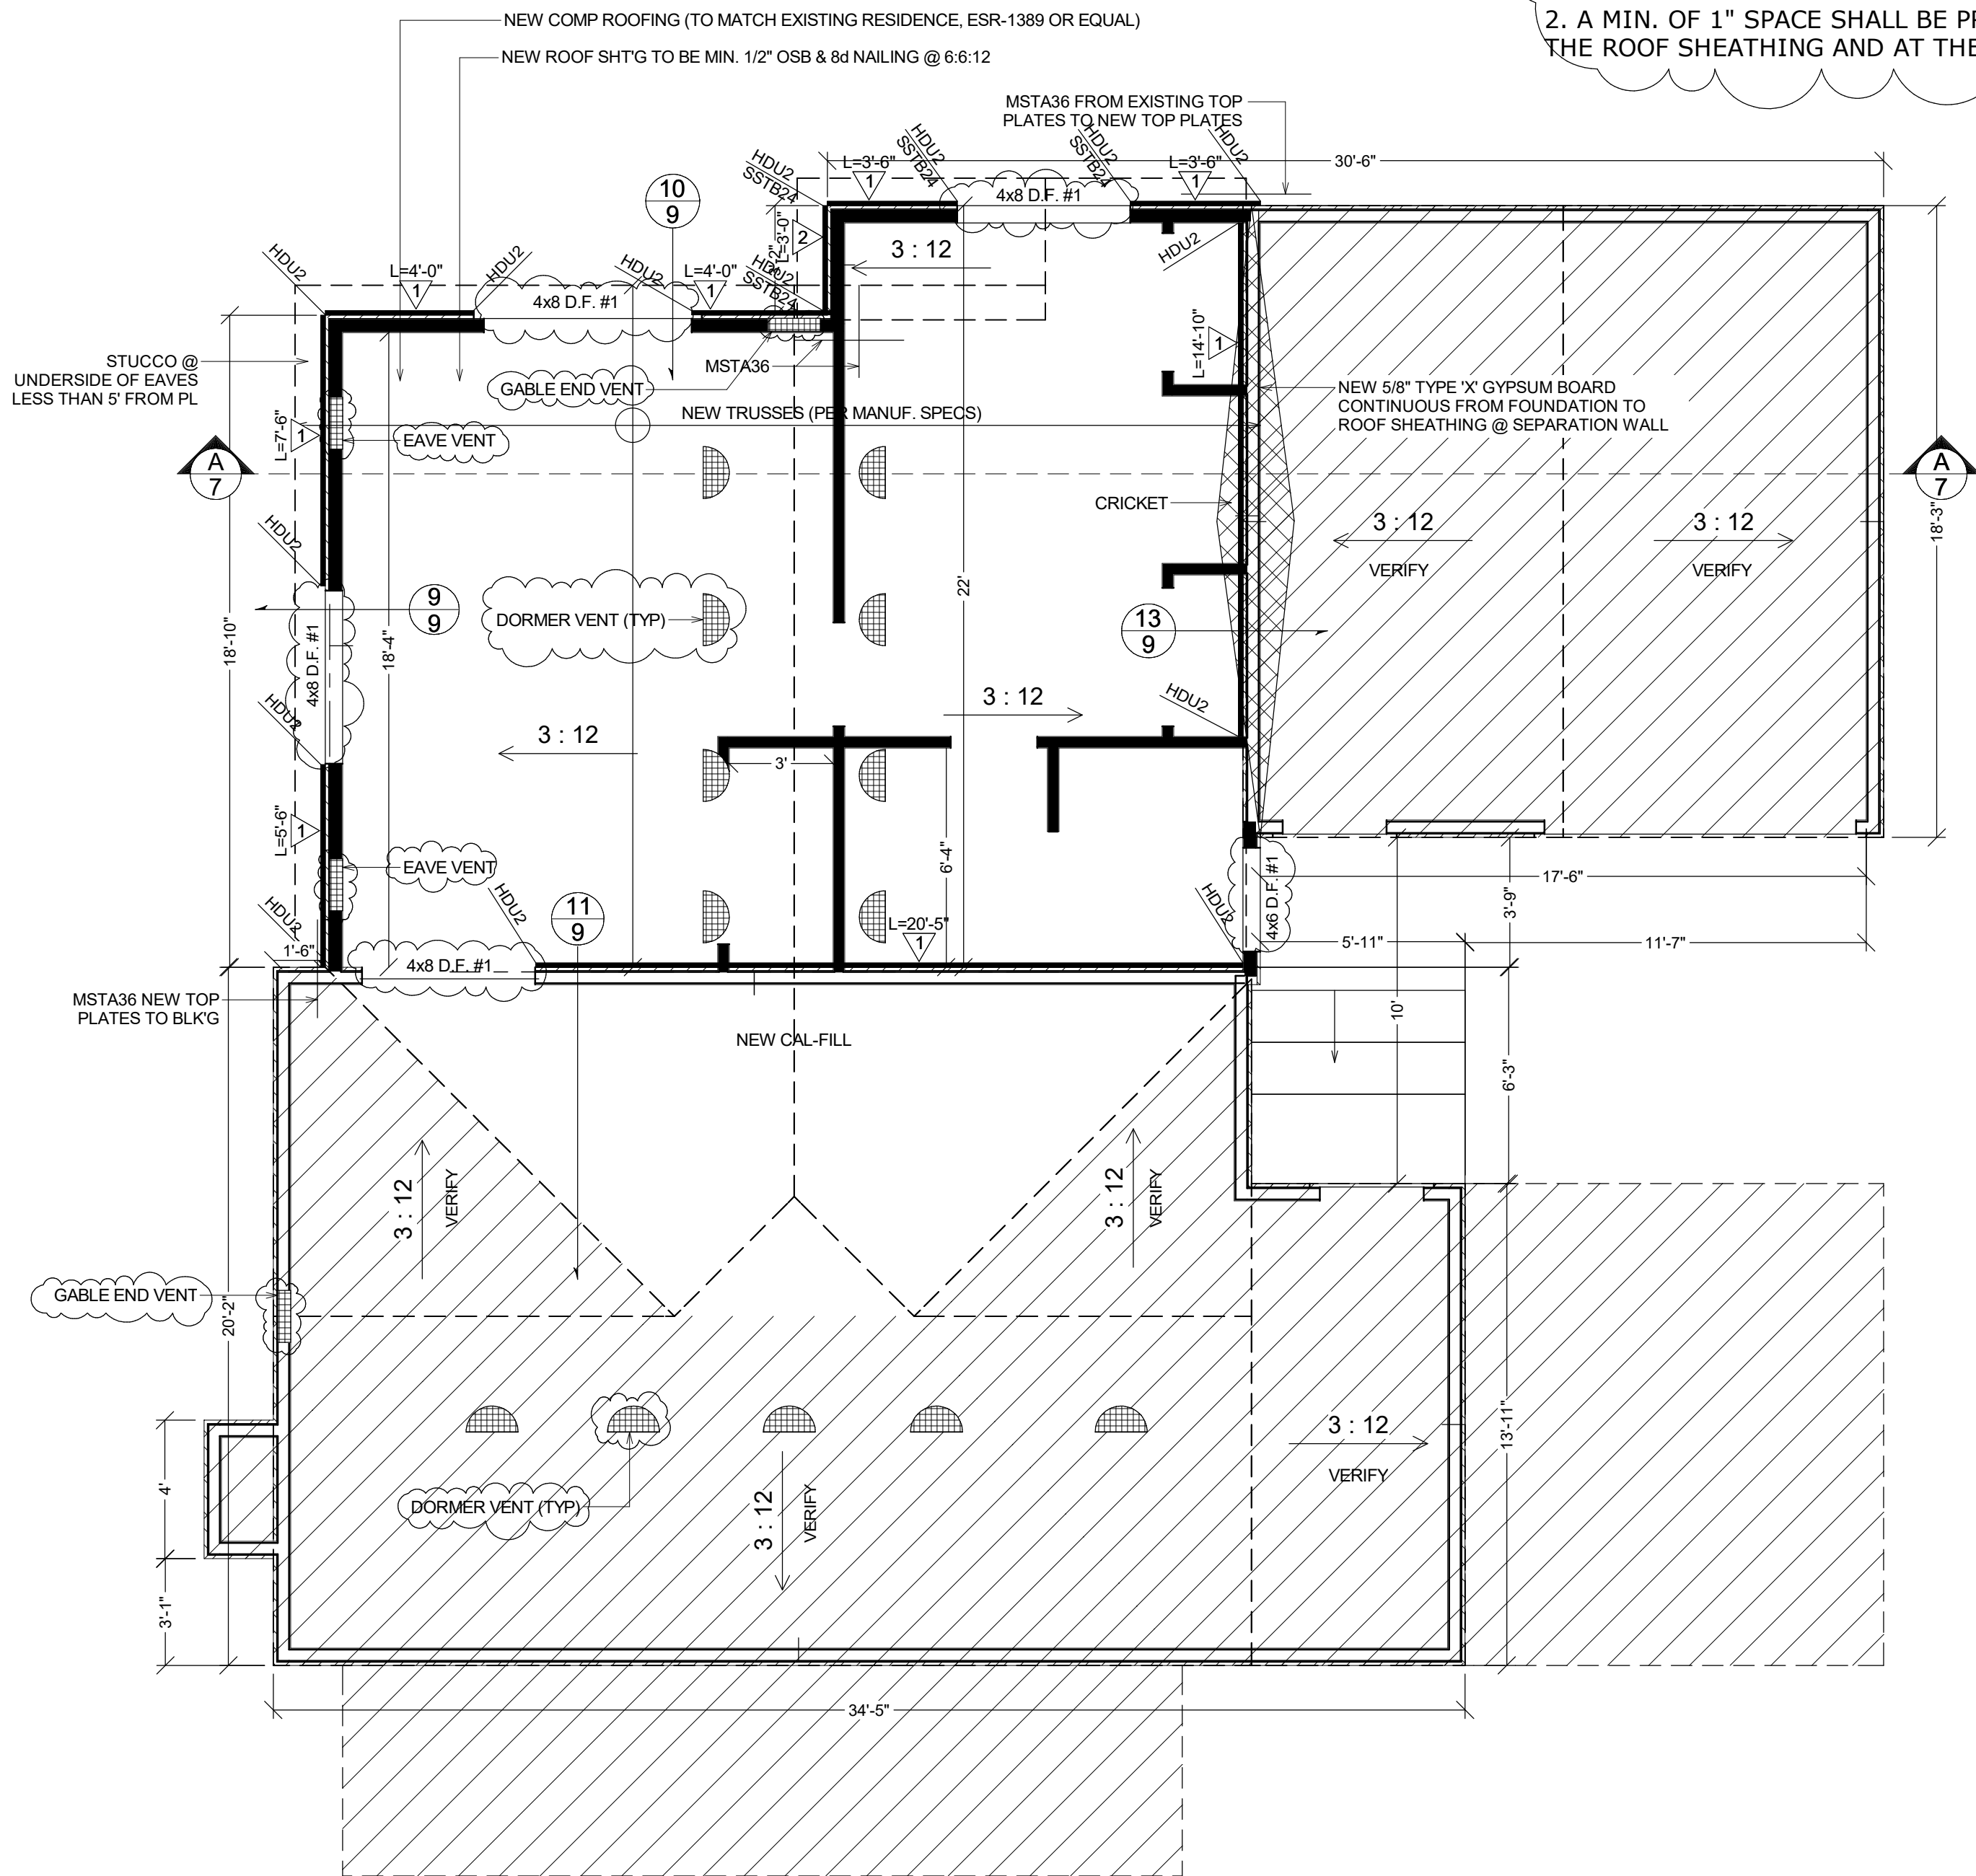 NEW COMP ROOFING (TO MATCH EXISTING RESIDENCE, ESR-1389 OR EQUAL)
NEW ROOF SHT'G TO BE MIN. 1/2" OSB & 8d NAILING @ 6:6:12
2. A MIN. OF 1" SPACE SHALL BE
THE ROOF SHEATHING AND AT
MSTA36 FROM EXISTING TOP
PLATES TO NEW TOP PLATES
HDU2
SSTB24
HDU2
SSTB24
HDU2
HDU2
SSTB24
L=3'-6"
1
L=3'-6"
1
30'-6"
4x8 D.F. #1
10
9
L=3'-0"
2
HDU2
SSTB24
3 : 12
HDU2
HDU2
L=4'-0"
1
HDU2
4x8 D.F. #1
HDU2
L=4'-0"
1
STUCCO @
UNDERSIDE OF EAVES
LESS THAN 5' FROM PL
MSTA36
GABLE END VENT
L=14'-10"
1
NEW 5/8" TYPE 'X' GYPSUM BOARD
CONTINUOUS FROM FOUNDATION TO
ROOF SHEATHING @ SEPARATION WALL
NEW TRUSSES (PER MANUF. SPECS)
L=7'-6"
1
EAVE VENT
A
7
A
7
CRICKET
3 : 12
VERIFY
3 : 12
VERIFY
18'-3"
HDU2
9
9
DORMER VENT (TYP)
22'
13
9
18'-10"
4x8 D.F. #1
18'-4"
HDU2
3 : 12
3 : 12
HDU2
3'
L=5'-6"
1
EAVE VENT
6'-4"
HDU2
11
9
HDU2
L=20'-5"
1
HDU2
4x6 D.F. #1
17'-6"
3'-9"
5'-11"
11'-7"
1'-6"
4x8 D.F. #1
MSTA36 NEW TOP
PLATES TO BLK'G
10'
NEW CAL-FILL
6'-3"
3 : 12
VERIFY
3 : 12
VERIFY
GABLE END VENT
20'-2"
3 : 12
VERIFY
13'-11"
4'
DORMER VENT (TYP)
3 : 12
VERIFY
3'-1"
34'-5"